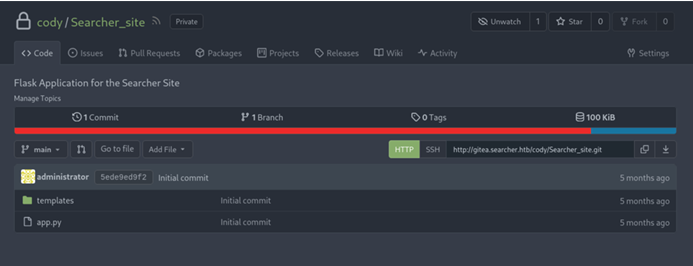 cody / Searcher_site Private Unwatch 1 Star 0 Fork 0
Code Issues Pull Requests Packages Projects Releases Wiki Activity Settings
Flask Application for the Searcher Site
Manage Topics
1 Commit 1 Branch 0 Tags 100 KiB
main Go to file Add File HTTP SSH http://gitea.searcher.htb/cody/Searcher_site.git
administrator 5ede9ed9f2 Initial commit 5 months ago
templates Initial commit 5 months ago
app.py Initial commit 5 months ago